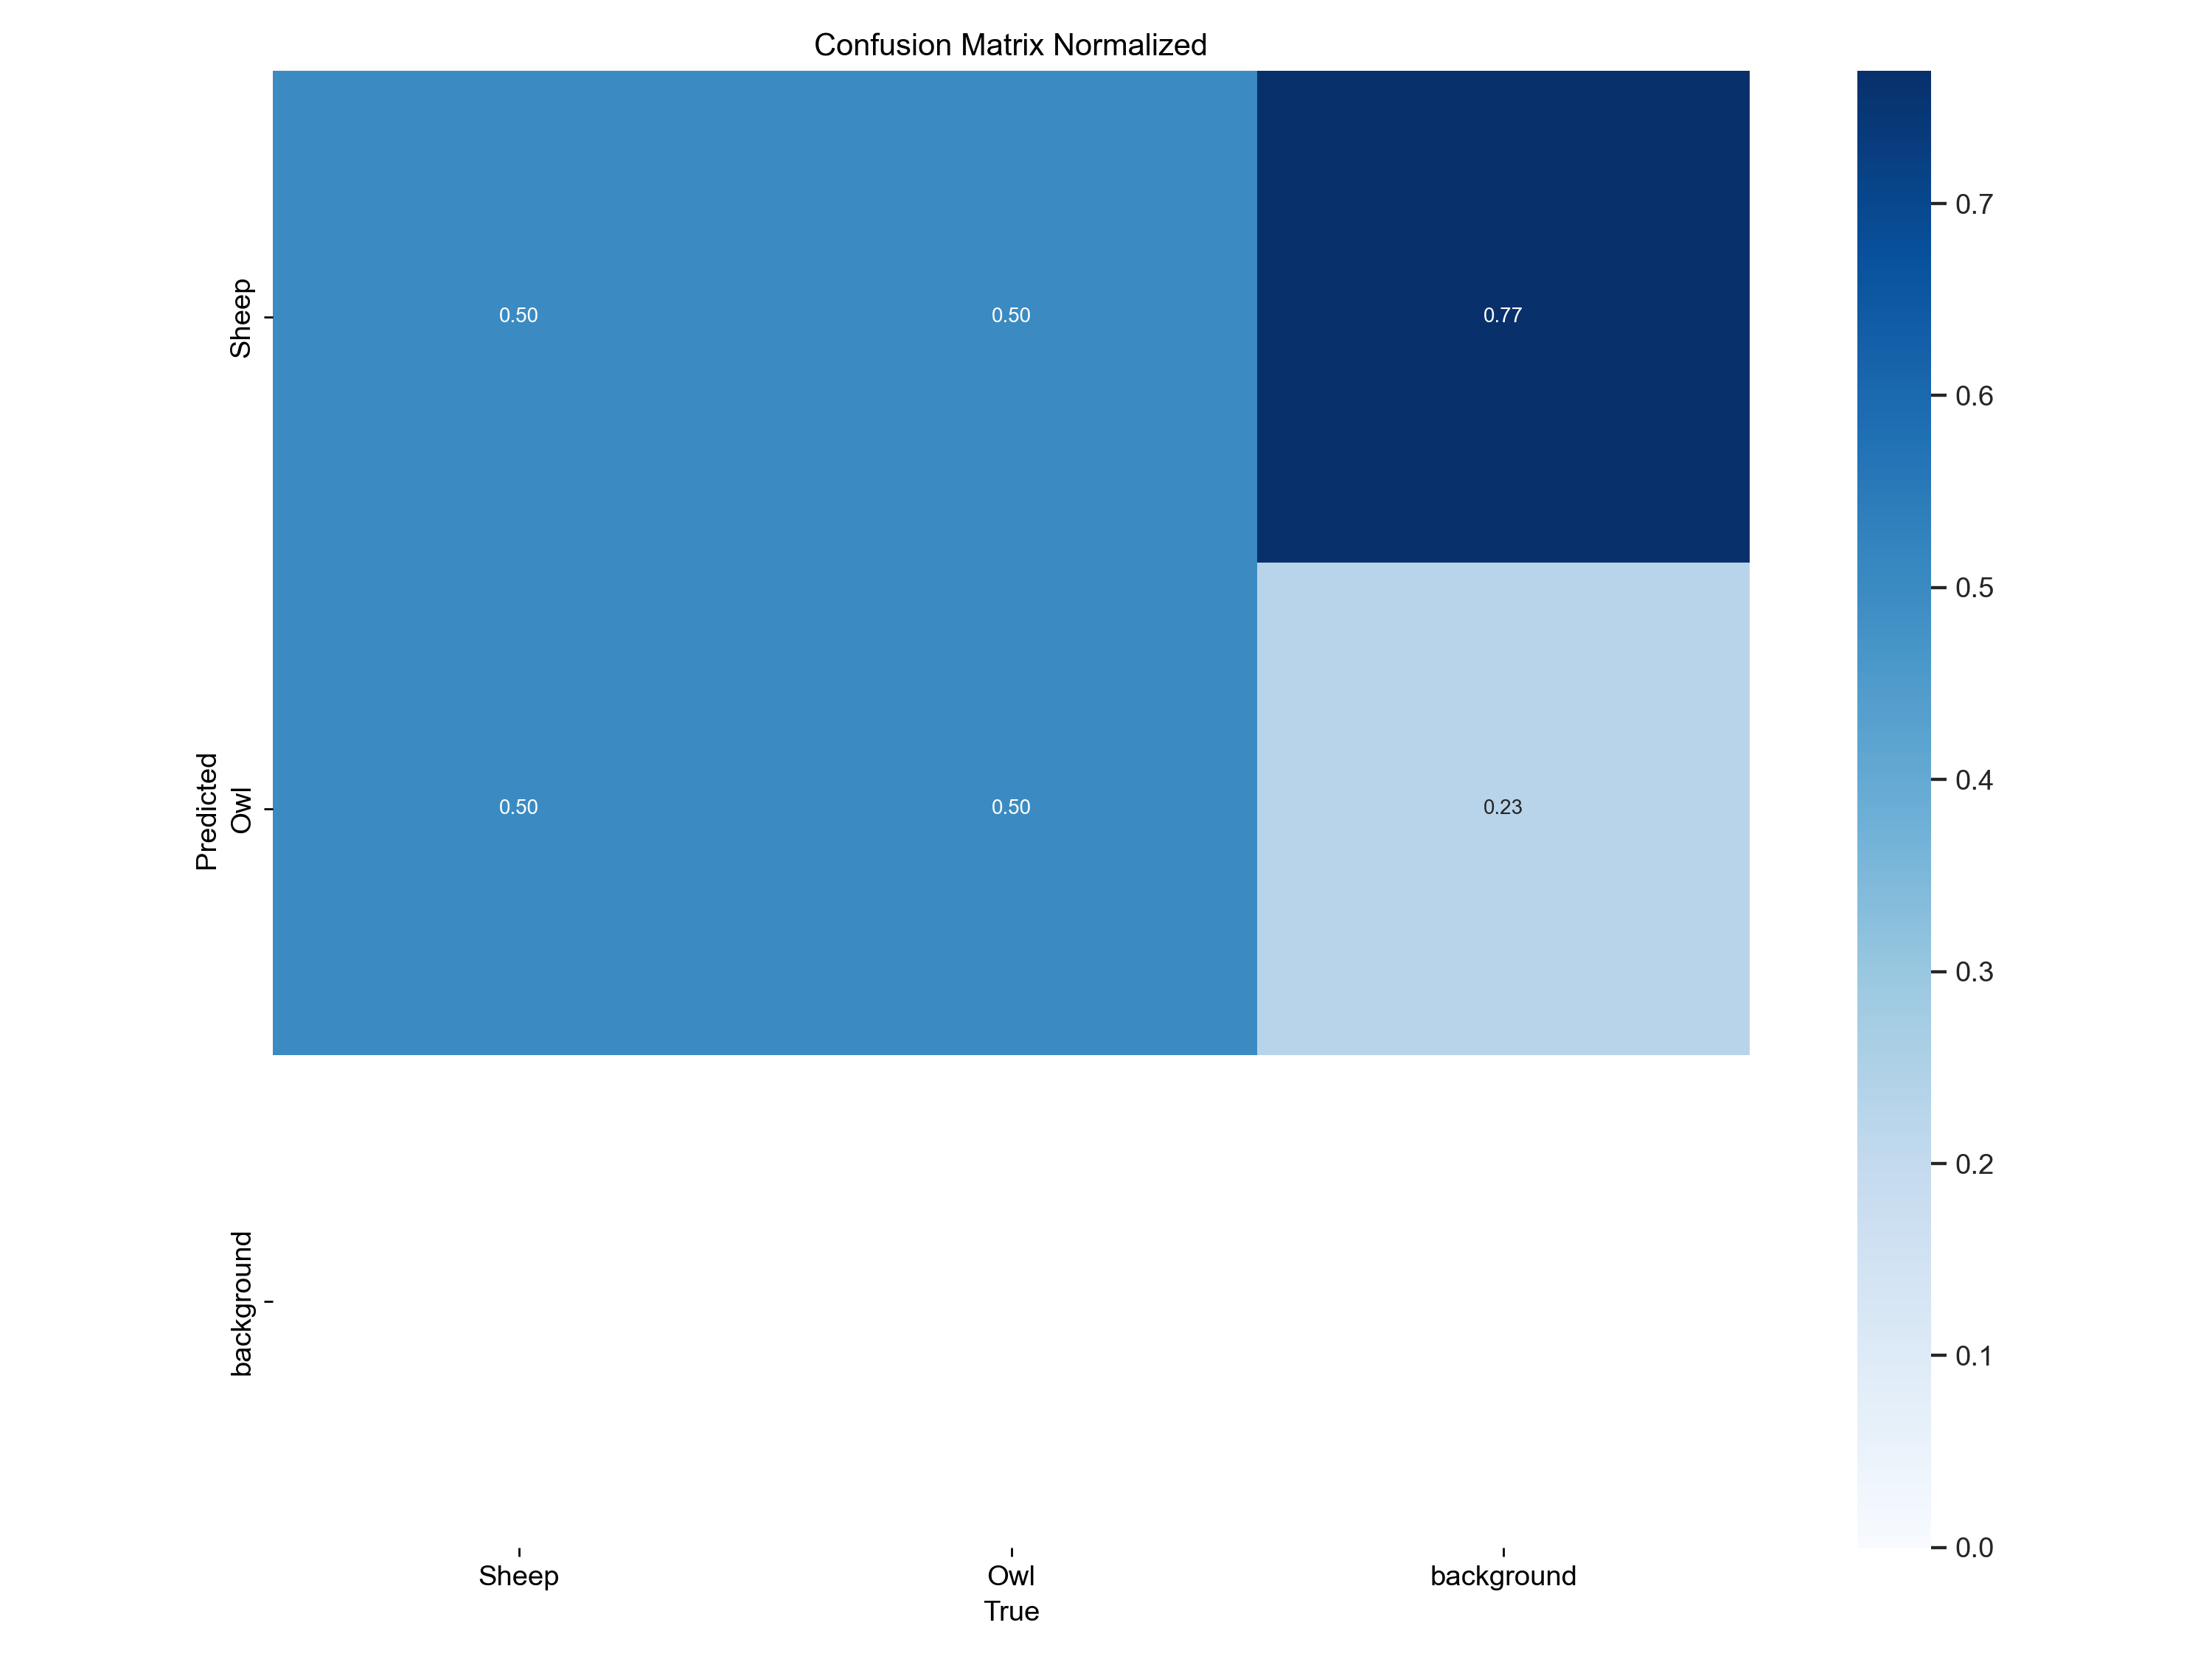 Confusion Matrix Normalized
Sheep
Owl
background
Predicted
0.50 0.50 0.77
0.50 0.50 0.23
Sheep Owl background
True
0.7
0.6
0.5
0.4
0.3
0.2
0.1
0.0